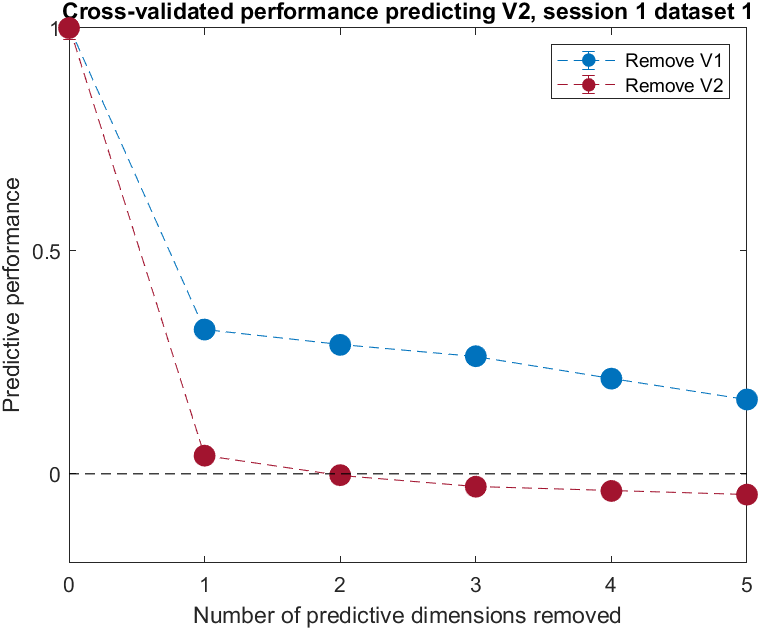 Cross-validated performance predicting V2, session 1 dataset 1
1
0.5
0
Predictive performance
Remove V1
Remove V2
0 1 2 3 4 5
Number of predictive dimensions removed